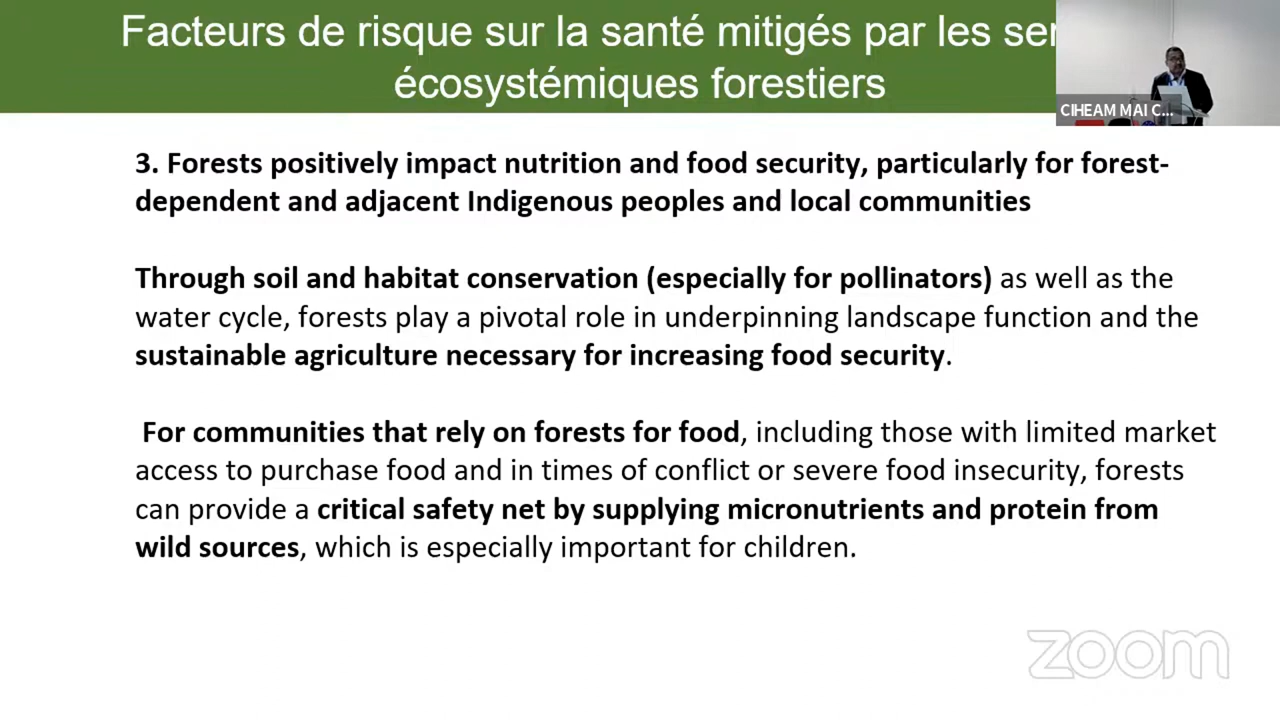 Facteurs de risque sur la santé mitigés par les
écosystémiques forestiers
CIHEAM MAI C...
3. Forests positively impact nutrition and food security, particularly for forest-
dependent and adjacent Indigenous peoples and local communities
Through soil and habitat conservation (especially for pollinators) as well as the
water cycle, forests play a pivotal role in underpinning landscape function and the
sustainable agriculture necessary for increasing food security.
For communities that rely on forests for food, including those with limited market
access to purchase food and in times of conflict or severe food insecurity, forests
can provide a critical safety net by supplying micronutrients and protein from
wild sources, which is especially important for children.
zoom